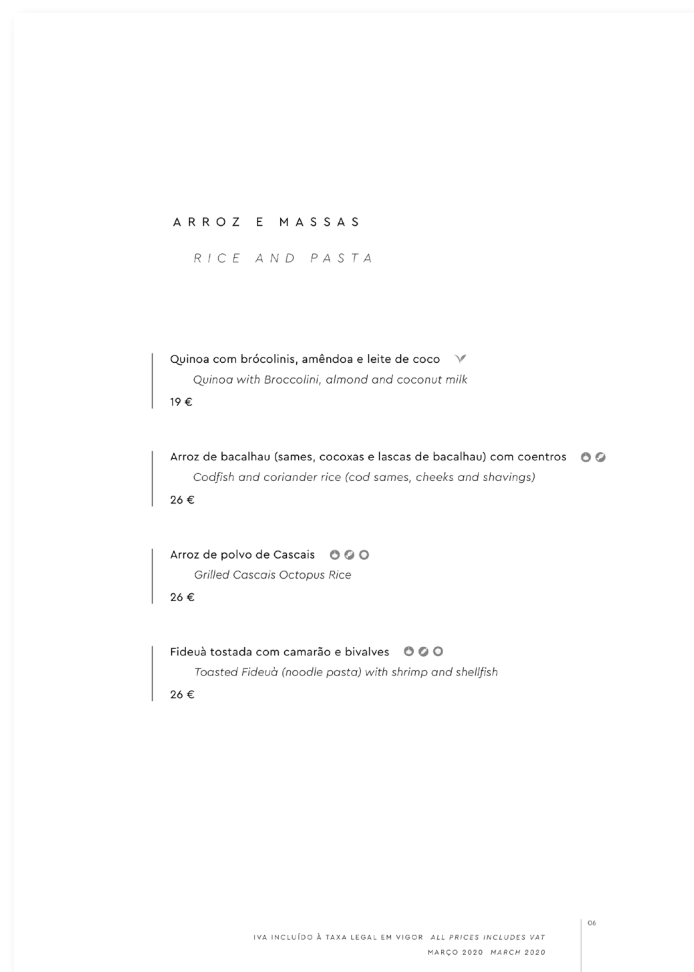 ARROZ E MASSAS
RICE AND PASTA
Quinoa com brócolinis, amêndoa e leite de coco
Quinoa with Broccolini, almond and coconut milk
19 €
Arroz de bacalhau (sames, cocoxas e lascas de bacalhau) com coentros
Codfish and coriander rice (cod sames, cheeks and shavings)
26 €
Arroz de polvo de Cascais
Grilled Cascais Octopus Rice
26 €
Fideuà tostada com camarão e bivalves
Toasted Fideuà (noodle pasta) with shrimp and shellfish
26 €
06
IVA INCLUÍDO À TAXA LEGAL EM VIGOR ALL PRICES INCLUDES VAT
MARÇO 2020 MARCH 2020